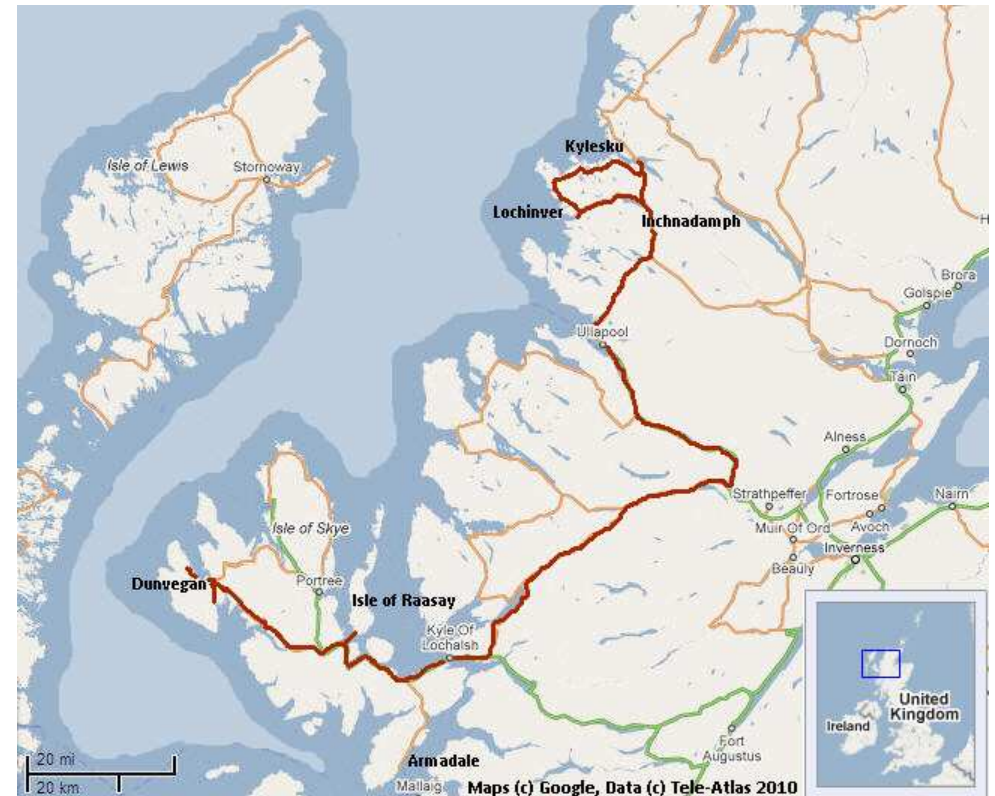 Kylesku
Isle of Lewis
Stornoway
Lochinver
Inchnadamph
Brora
Golspie
Ullapool
Dornoch
Tain
Alness
Strathpeffer
Fortrose
Nairn
Isle of Skye
Muir Of Ord
Avoch
Inverness
Beauly
Dunvegan
Portree
Isle of Raasay
Kyle Of
Lochalsh
United
Kingdom
Ireland
Fort
Augustus
20 mi
20 km
Armadale
Mallaig
Maps (c) Google, Data (c) Tele-Atlas 2010